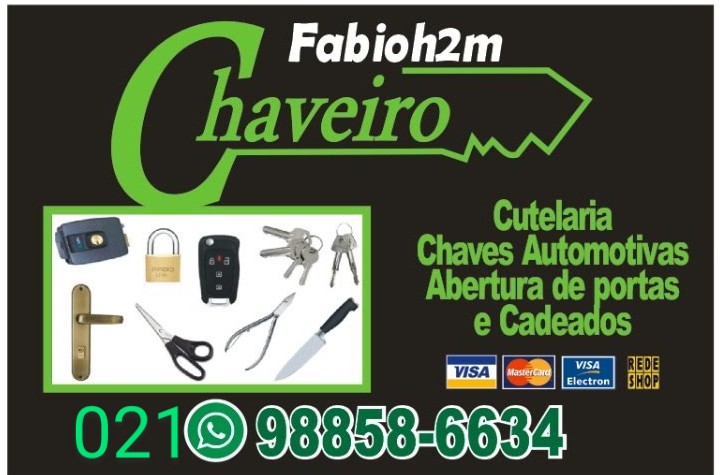 Fabioh2m
Chaveiro
Cutelaria
Chaves Automotivas
Abertura de portas
e Cadeados
VISA MasterCard VISA Electron REDE SHOP
021 98858-6634